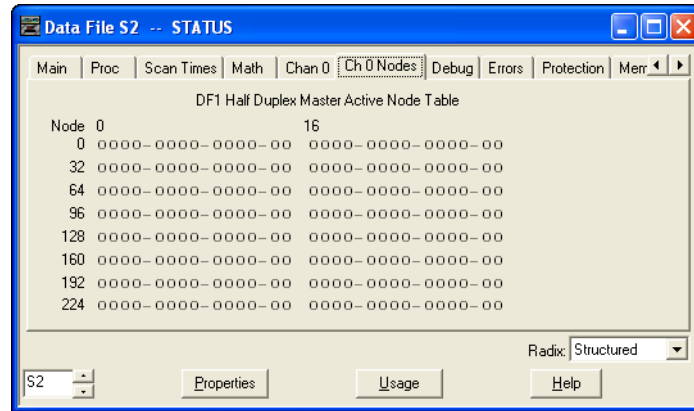 Data File S2 -- STATUS
Main Proc Scan Times Math Chan 0 Ch 0 Nodes Debug Errors Protection Mem
DF1 Half Duplex Master Active Node Table
Node 0 16
0 0000-0000-0000-00 0000-0000-0000-00
32 0000-0000-0000-00 0000-0000-0000-00
64 0000-0000-0000-00 0000-0000-0000-00
96 0000-0000-0000-00 0000-0000-0000-00
128 0000-0000-0000-00 0000-0000-0000-00
160 0000-0000-0000-00 0000-0000-0000-00
192 0000-0000-0000-00 0000-0000-0000-00
224 0000-0000-0000-00 0000-0000-0000-00
Radix: Structured
S2 Properties Usage Help